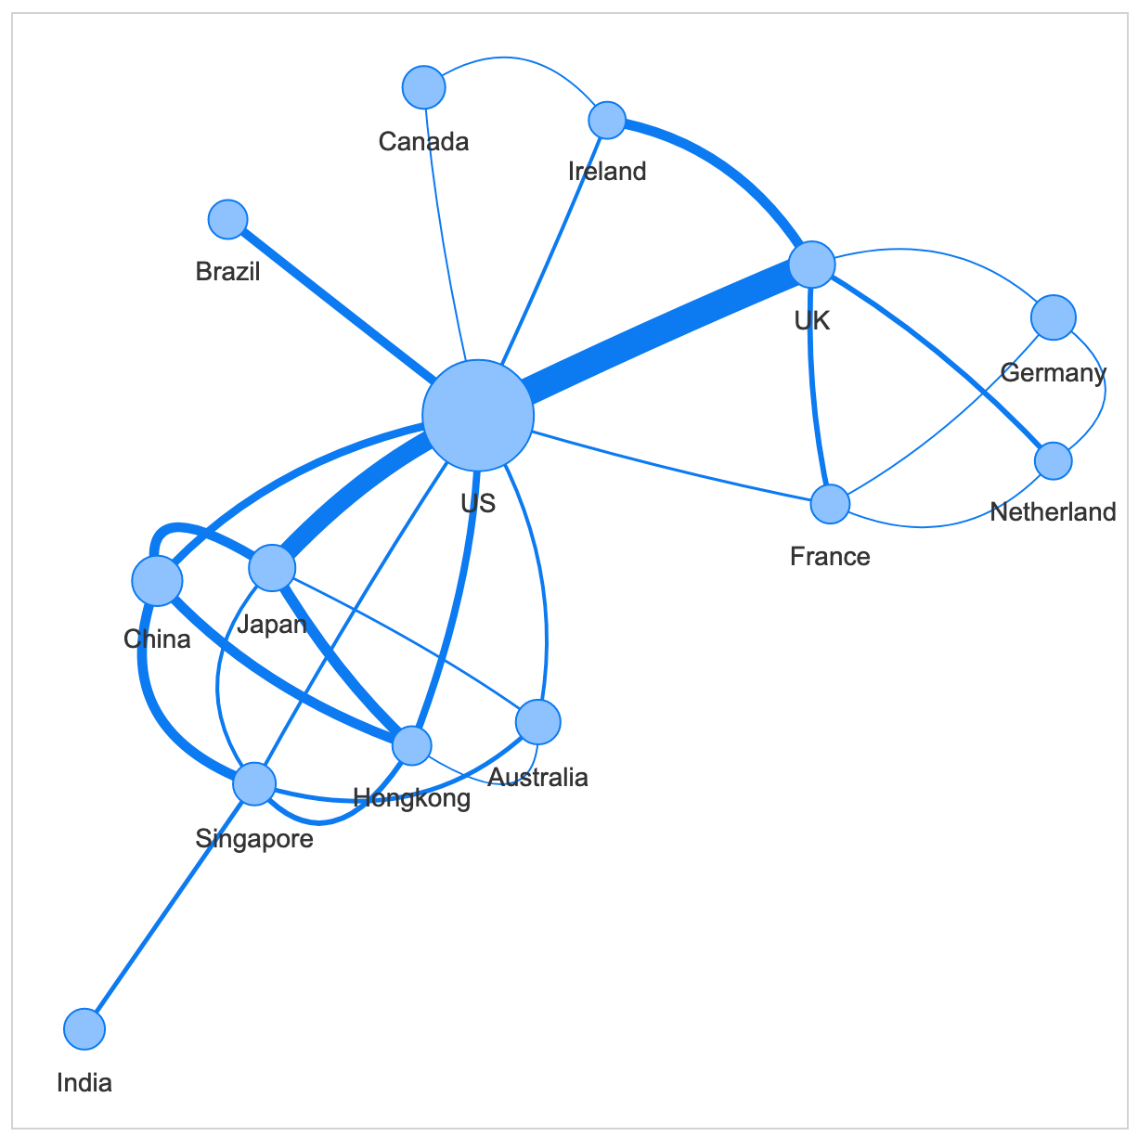 Canada
Ireland
Brazil
UK
Germany
US
Netherland
France
China
Japan
Australia
Hongkong
Singapore
India